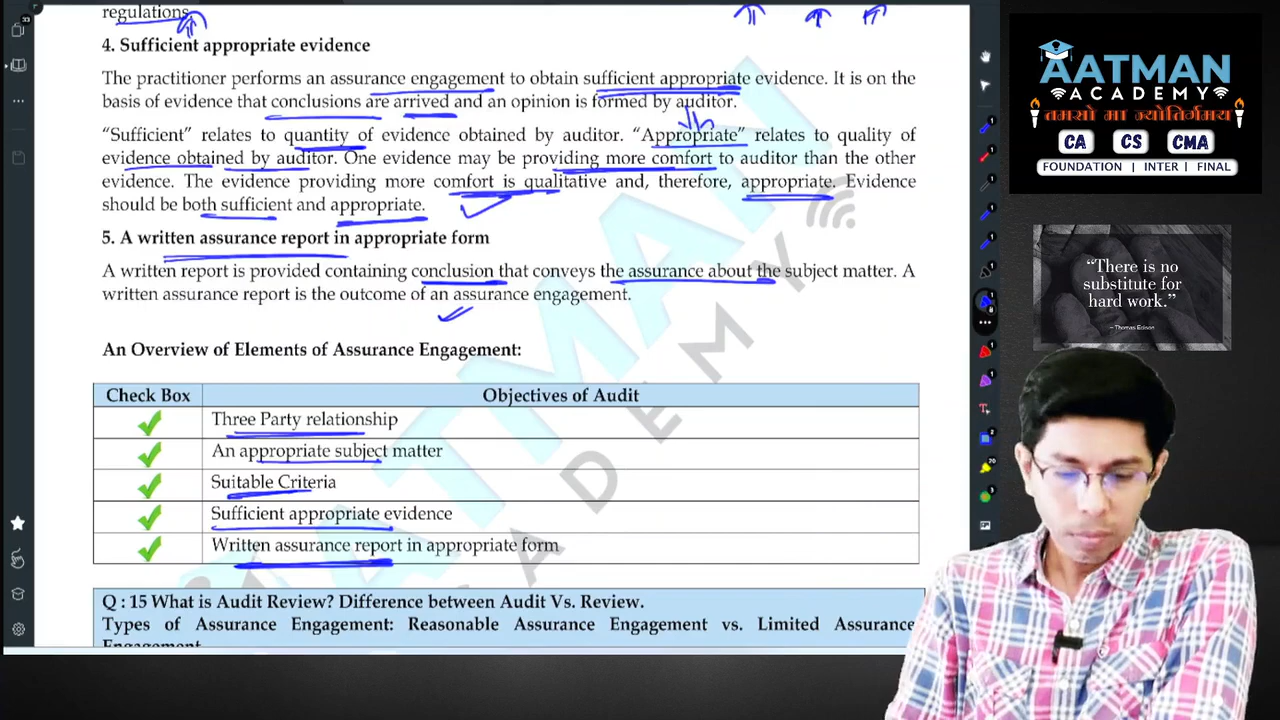 regulations.
4. Sufficient appropriate evidence
The practitioner performs an assurance engagement to obtain sufficient appropriate evidence. It is on the
basis of evidence that conclusions are arrived and an opinion is formed by auditor.
“Sufficient” relates to quantity of evidence obtained by auditor. “Appropriate” relates to quality of
evidence obtained by auditor. One evidence may be providing more comfort to auditor than the other
evidence. The evidence providing more comfort is qualitative and, therefore, appropriate. Evidence
should be both sufficient and appropriate.
5. A written assurance report in appropriate form
A written report is provided containing conclusion that conveys the assurance about the subject matter. A
written assurance report is the outcome of an assurance engagement.
An Overview of Elements of Assurance Engagement:
Check Box Objectives of Audit
Three Party relationship
An appropriate subject matter
Suitable Criteria
Sufficient appropriate evidence
Written assurance report in appropriate form
Q : 15 What is Audit Review? Difference between Audit Vs. Review.
Types of Assurance Engagement: Reasonable Assurance Engagement vs. Limited Assurance
Engagement
AATMAN
ACADEMY
AATMAN
ACADEMY
तमसो मा ज्योतिर्गमय
CA CS CMA
FOUNDATION | INTER | FINAL
“There is no
substitute for
hard work.”
– Thomas Edison